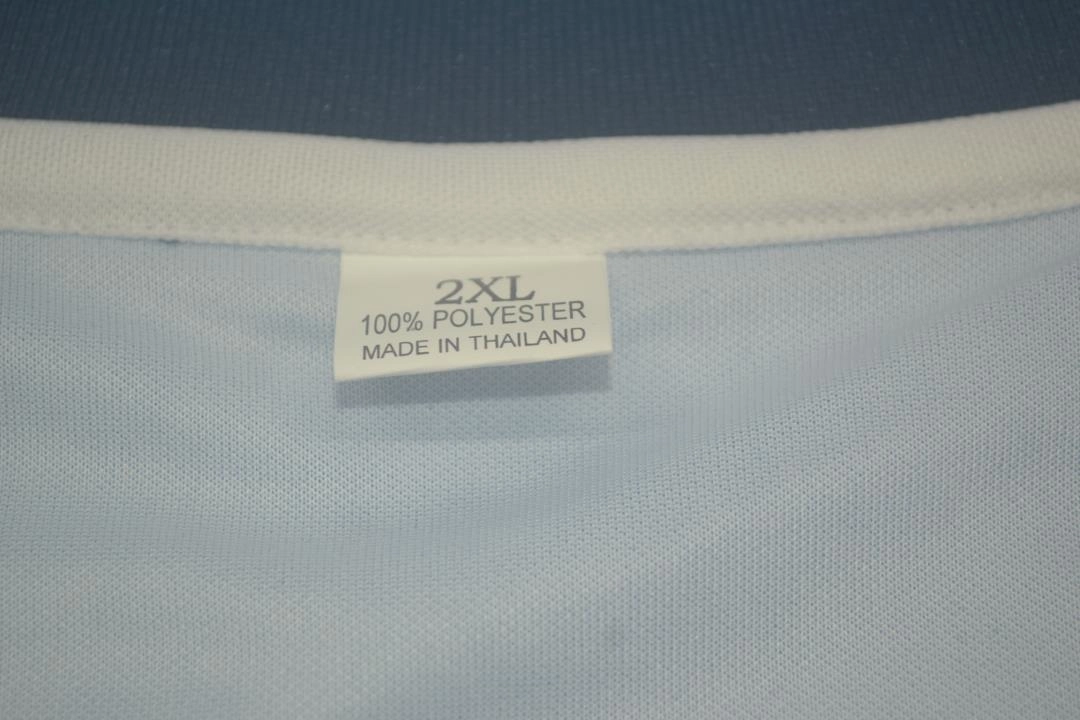 2XL
100% POLYESTER
MADE IN THAILAND